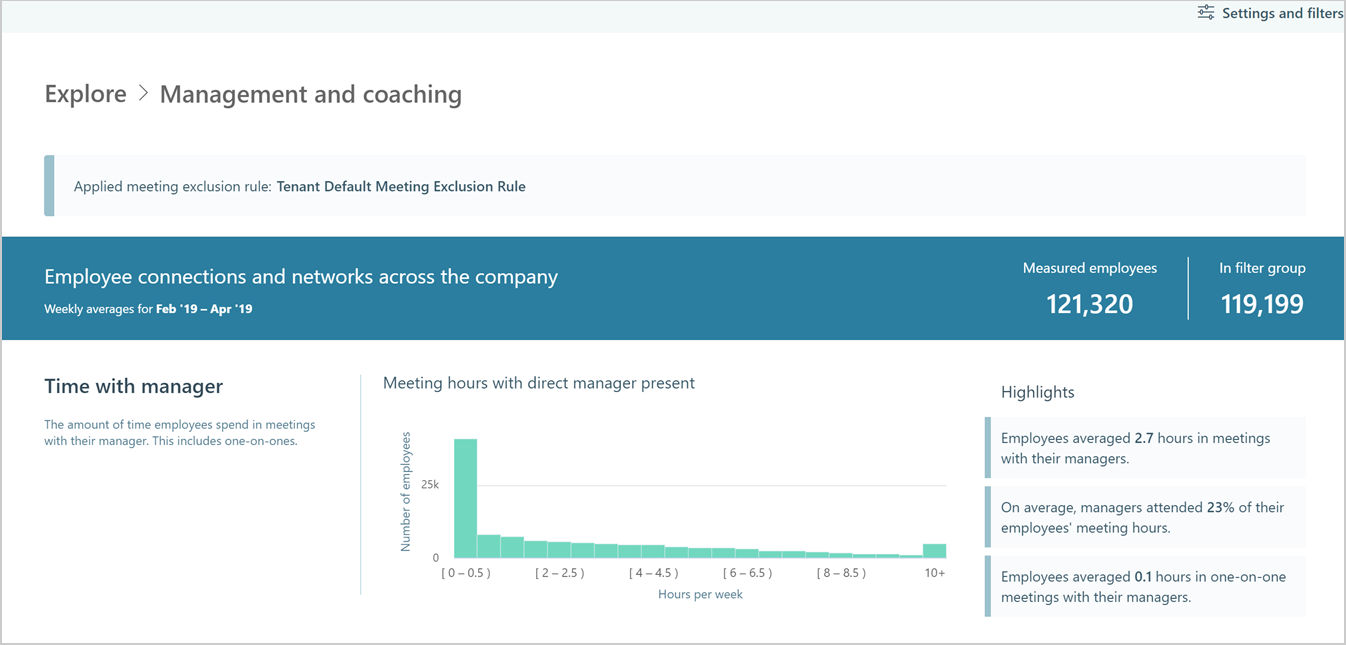 Settings and filters
Explore > Management and coaching
Applied meeting exclusion rule: Tenant Default Meeting Exclusion Rule
Employee connections and networks across the company
Weekly averages for Feb '19 – Apr '19
Measured employees
121,320
In filter group
119,199
Time with manager
The amount of time employees spend in meetings
with their manager. This includes one-on-ones.
Meeting hours with direct manager present
Number of employees
25k
0
[ 0 – 0.5 )
[ 2 – 2.5 )
[ 4 – 4.5 )
[ 6 – 6.5 )
[ 8 – 8.5 )
10+
Hours per week
Highlights
Employees averaged 2.7 hours in meetings
with their managers.
On average, managers attended 23% of their
employees' meeting hours.
Employees averaged 0.1 hours in one-on-one
meetings with their managers.